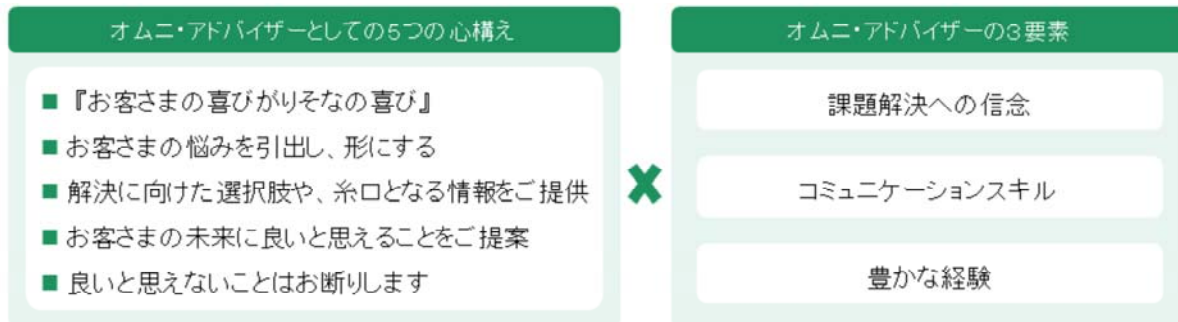 オムニ・アドバイザーとしての5つの心構え
■ 『お客さまの喜びがりそなの喜び』
■ お客さまの悩みを引出し、形にする
■ 解決に向けた選択肢や、糸口となる情報をご提供
■ お客さまの未来に良いと思えることをご提案
■ 良いと思えないことはお断りします
×
オムニ・アドバイザーの3要素
課題解決への信念
コミュニケーションスキル
豊かな経験